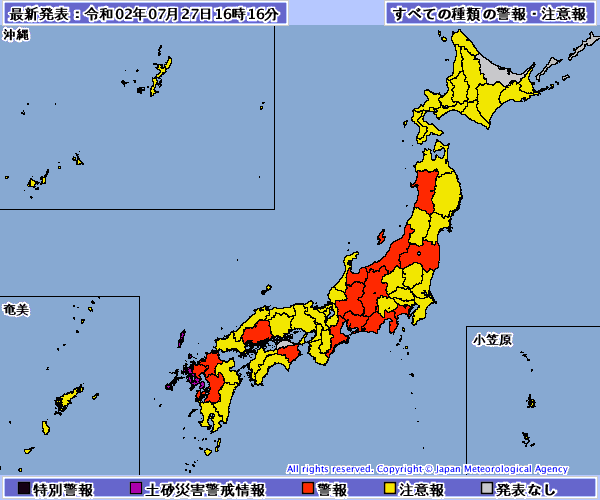 最新発表：令和02年07月27日16時16分
すべての種類の警報・注意報
沖縄
奄美
小笠原
All rights reserved. Copyright © Japan Meteorological Agency
特別警報 土砂災害警戒情報 警報 注意報 発表なし